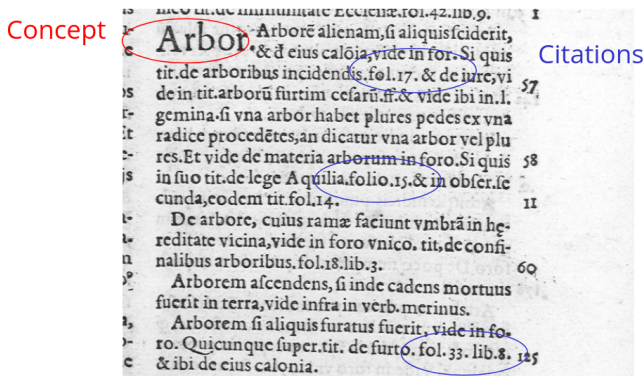 Concept
Citations
nico tit. de immunitate Ecclesiæ.fol.42.lib.9. 1
Arbor. Arborē alienam,ſi aliquis ſciderit,
& đ eius calōia,vide in for. Si quis
tit.de arboribus incendis.fol.17. & de iure,vi
de in tit.arborū furtim ceſarū.ff.& vide ibi in.l. 57
gemina.ſi vna arbor habet plures pedes ex vna
radice procedētes,an dicatur vna arbor vel plu
res.Et vide de materia arborum in foro.Si quis 58
in ſuo tit.de lege Aquilia.folio.15.& in obſer.ſe
cunda,eodem tit.fol.14. 11
De arbore, cuius ramæ faciunt vmbrā in hę-
reditate vicina,vide in foro vnico. tit,de confi-
nalibus arboribus.fol.18.lib.3. 60
Arborem aſcendens, ſi inde cadens mortuus
fuerit in terra,vide infra in verb.merinus.
Arborem ſi aliquis furatus fuerit, vide in fo-
ro. Quicunque ſuper.tit. de furto. fol. 33. lib.8. 125
& ibi de eius calonia.